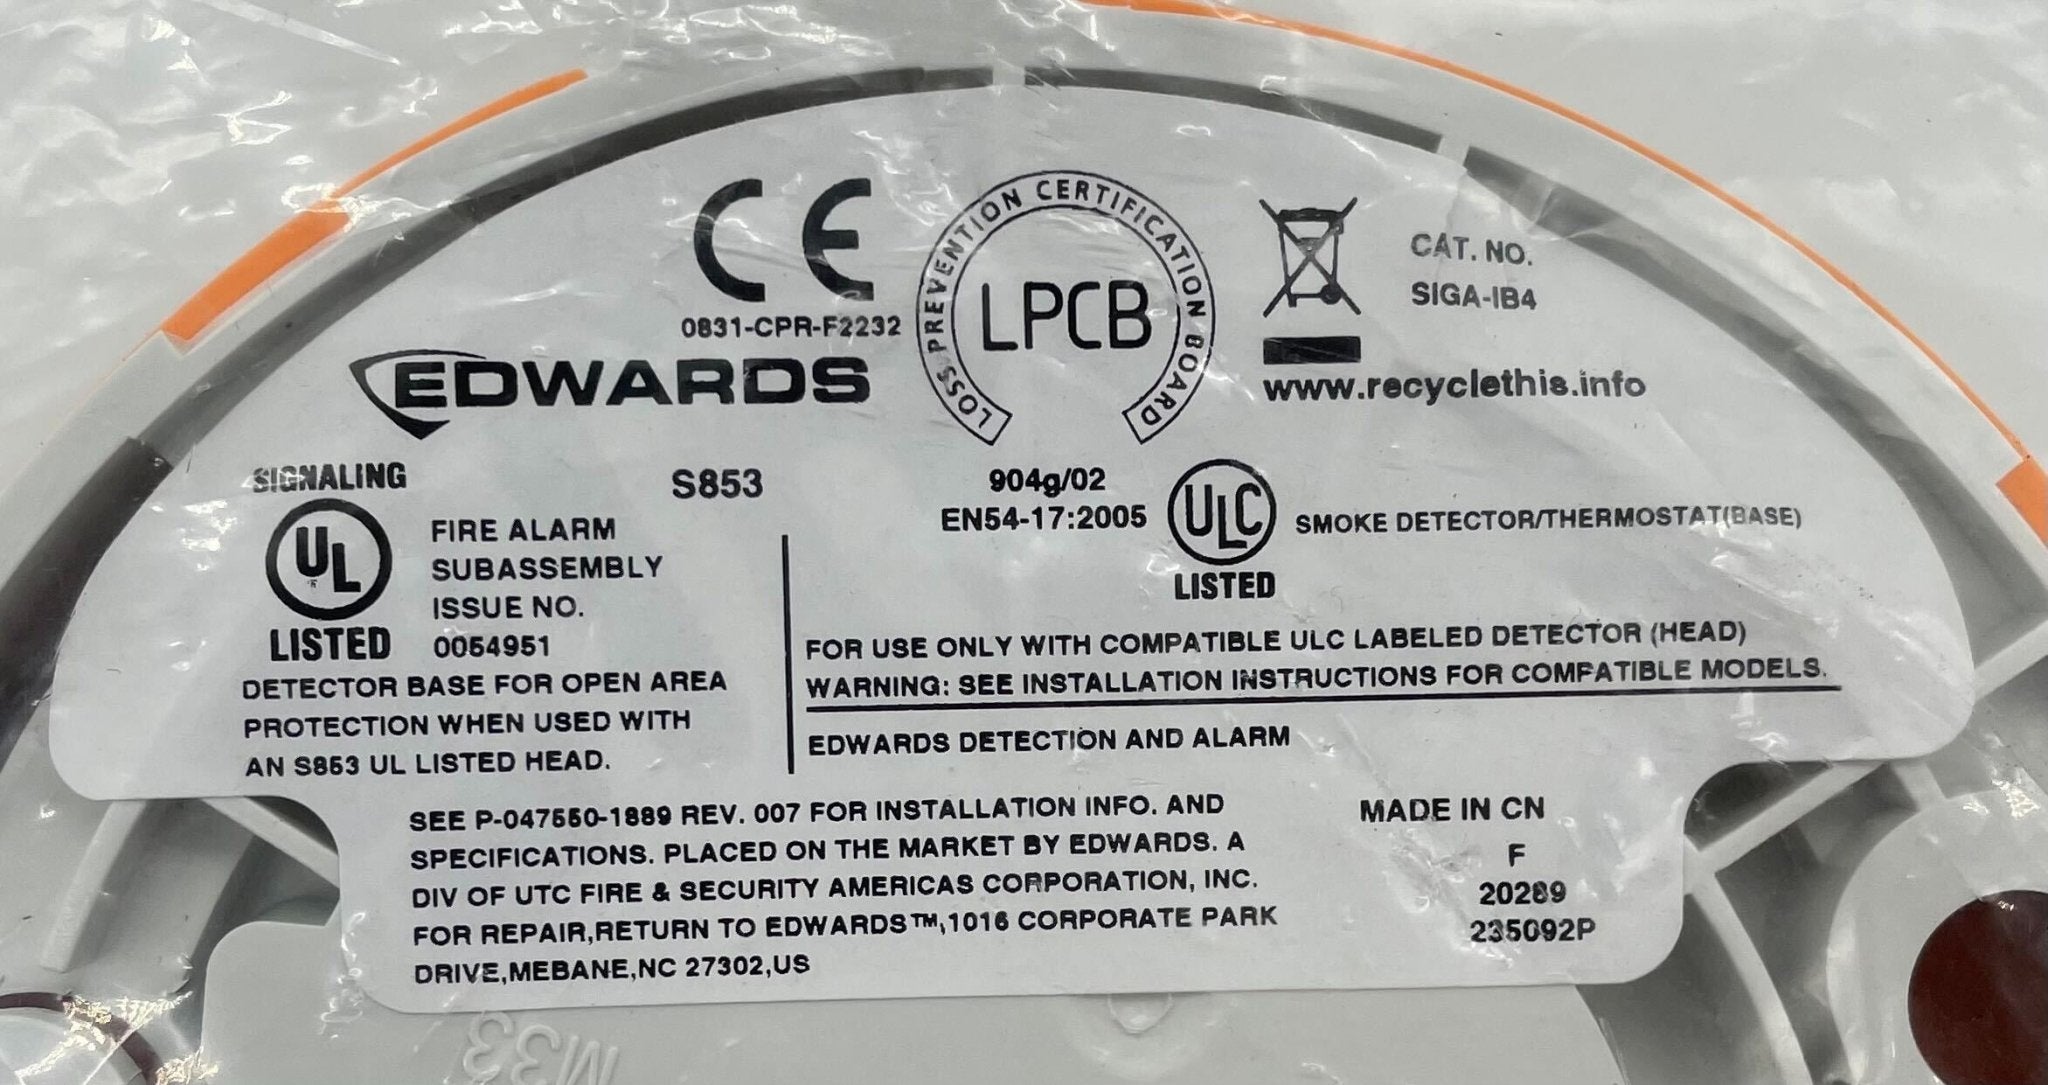 CE
0831-CPR-F2232
EDWARDS
LOSS PREVENTION CERTIFICATION BOARD
LPCB
CAT. NO.
SIGA-IB4
www.recyclethis.info
SIGNALING
UL
LISTED
FIRE ALARM
SUBASSEMBLY
ISSUE NO.
0054951
S853
904g/02
EN54-17:2005
ULC
LISTED
SMOKE DETECTOR/THERMOSTAT(BASE)
DETECTOR BASE FOR OPEN AREA
PROTECTION WHEN USED WITH
AN S853 UL LISTED HEAD.
FOR USE ONLY WITH COMPATIBLE ULC LABELED DETECTOR (HEAD)
WARNING: SEE INSTALLATION INSTRUCTIONS FOR COMPATIBLE MODELS.
EDWARDS DETECTION AND ALARM
SEE P-047550-1889 REV. 007 FOR INSTALLATION INFO. AND
SPECIFICATIONS. PLACED ON THE MARKET BY EDWARDS. A
DIV OF UTC FIRE & SECURITY AMERICAS CORPORATION, INC.
FOR REPAIR,RETURN TO EDWARDS™,1016 CORPORATE PARK
DRIVE,MEBANE,NC 27302,US
MADE IN CN
F
20289
235092P
M33